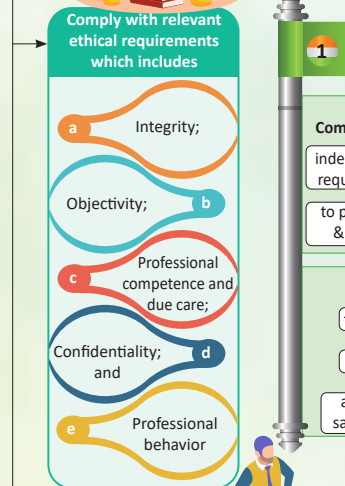 Comply with relevant
ethical requirements
which includes
a
Integrity;
Objectivity;
b
c
Professional
competence and
due care;
Confidentiality;
and
d
e
Professional
behavior
1
Com
inde
requ
to p
&
a
sa